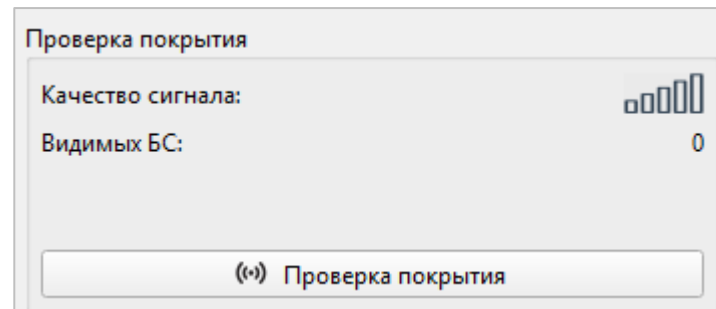 Проверка покрытия
Качество сигнала:
Видимых БС: 0
Проверка покрытия